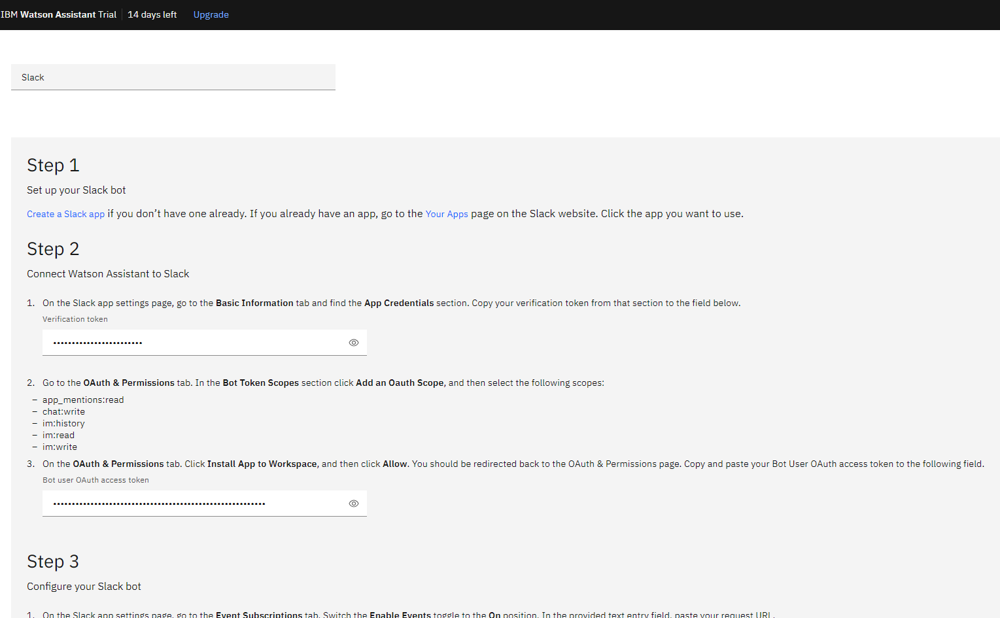 IBM Watson Assistant Trial 14 days left Upgrade
Slack
Step 1
Set up your Slack bot
Create a Slack app if you don’t have one already. If you already have an app, go to the Your Apps page on the Slack website. Click the app you want to use.
Step 2
Connect Watson Assistant to Slack
1. On the Slack app settings page, go to the Basic Information tab and find the App Credentials section. Copy your verification token from that section to the field below.
Verification token
••••••••••••••••••••••••
2. Go to the OAuth & Permissions tab. In the Bot Token Scopes section click Add an Oauth Scope, and then select the following scopes:
– app_mentions:read
– chat:write
– im:history
– im:read
– im:write
3. On the OAuth & Permissions tab. Click Install App to Workspace, and then click Allow. You should be redirected back to the OAuth & Permissions page. Copy and paste your Bot User OAuth access token to the following field.
Bot user OAuth access token
•••••••••••••••••••••••••••••••••••••••••••••••••••••••••
Step 3
Configure your Slack bot
1. On the Slack app settings page, go to the Event Subscriptions tab. Switch the Enable Events toggle to the On position. In the provided text entry field, paste your request URL.